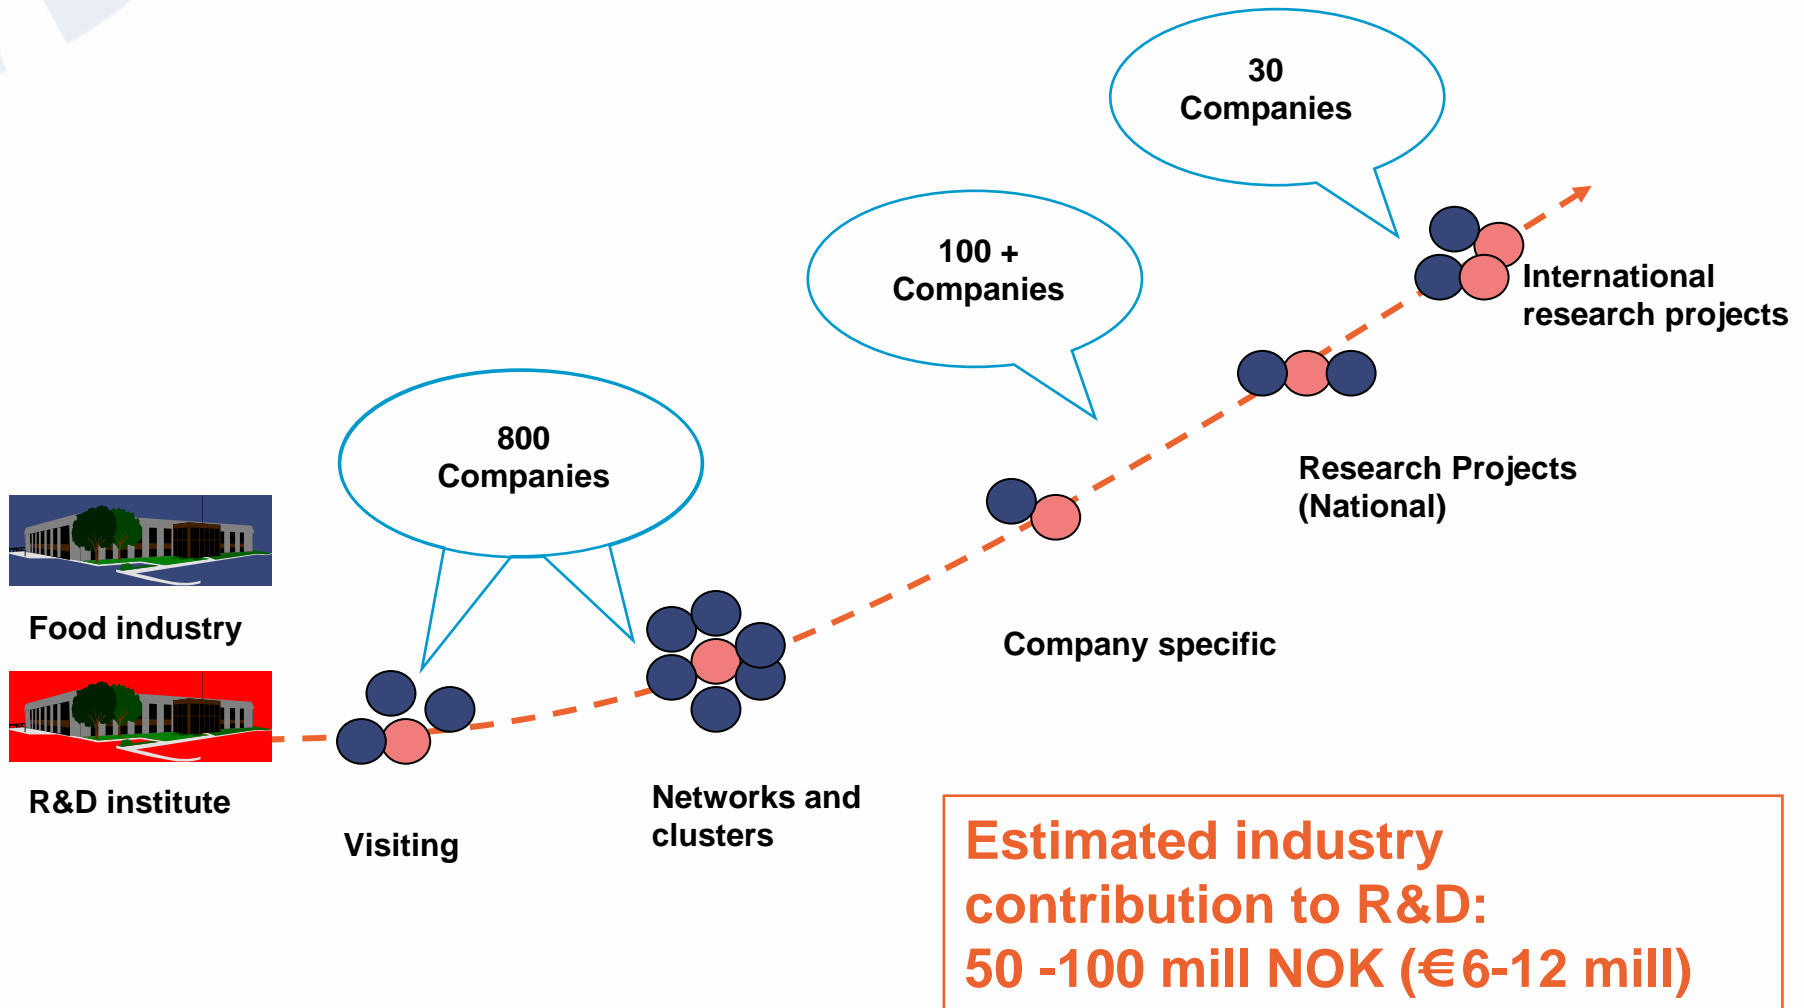 30
Companies
100 +
Companies
International
research projects
800
Companies
Research Projects
(National)
Food industry
Company specific
R&D institute
Networks and
clusters
Visiting
Estimated industry
contribution to R&D:
50 -100 mill NOK (€6-12 mill)